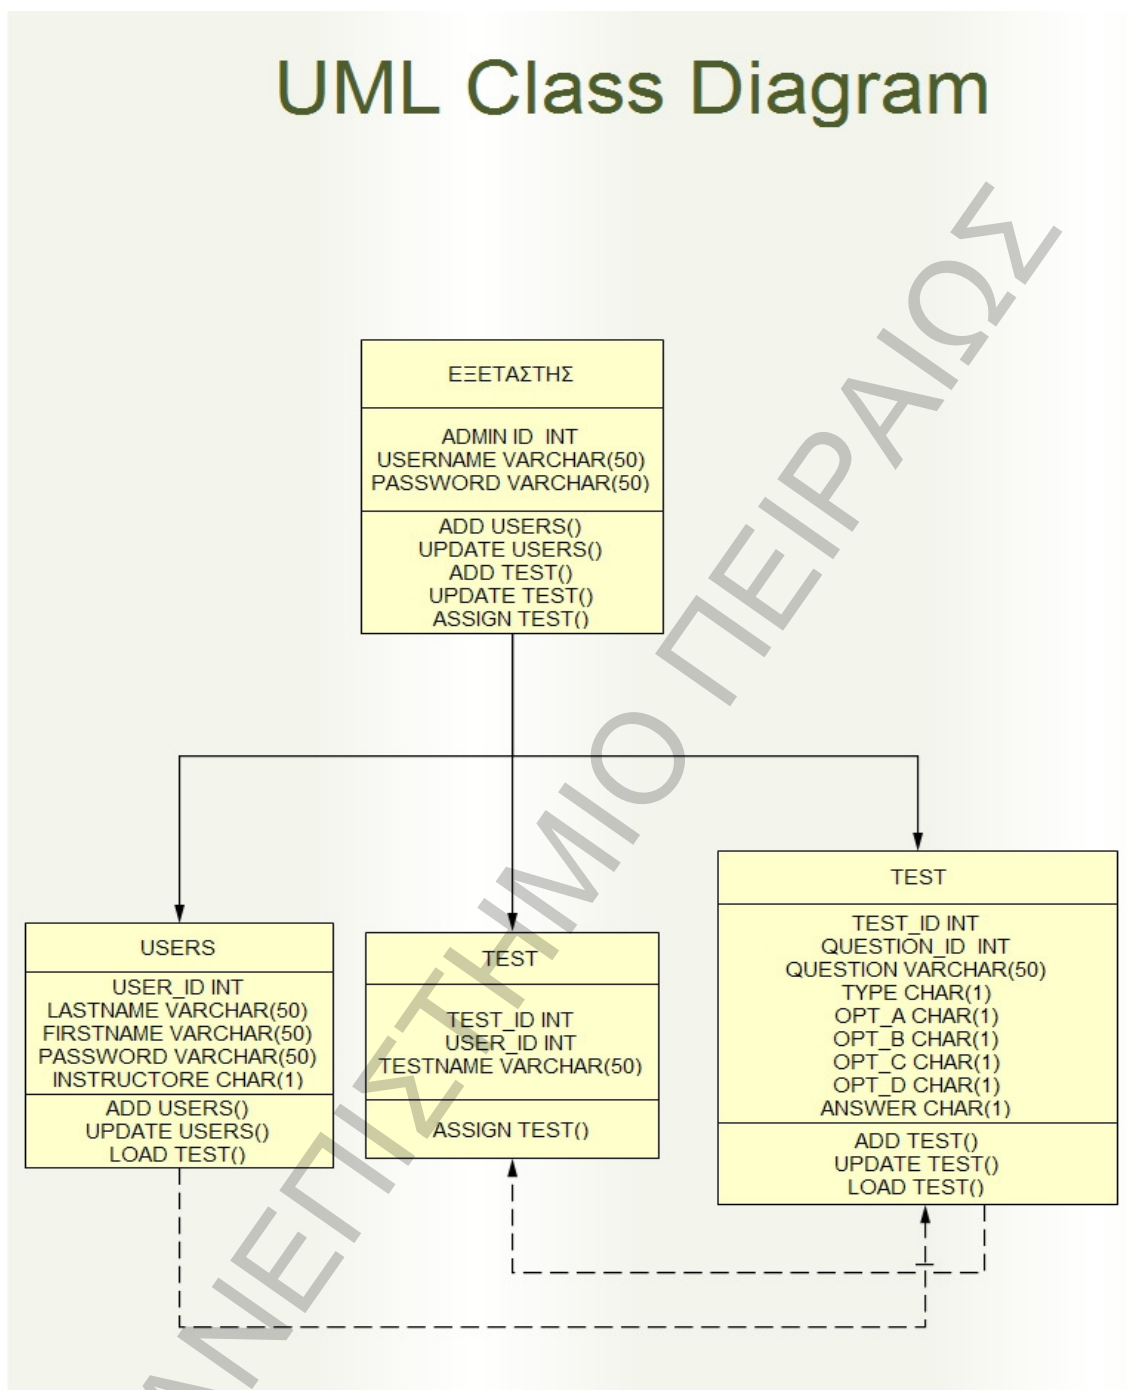 UML Class Diagram
ΕΞΕΤΑΣΤΗΣ
ADMIN ID  INT
USERNAME VARCHAR(50)
PASSWORD VARCHAR(50)
ADD USERS()
UPDATE USERS()
ADD TEST()
UPDATE TEST()
ASSIGN TEST()
USERS
USER_ID INT
LASTNAME VARCHAR(50)
FIRSTNAME VARCHAR(50)
PASSWORD VARCHAR(50)
INSTRUCTORE CHAR(1)
ADD USERS()
UPDATE USERS()
LOAD TEST()
TEST
TEST_ID INT
USER_ID INT
TESTNAME VARCHAR(50)
ASSIGN TEST()
TEST
TEST_ID INT
QUESTION_ID  INT
QUESTION VARCHAR(50)
TYPE CHAR(1)
OPT_A CHAR(1)
OPT_B CHAR(1)
OPT_C CHAR(1)
OPT_D CHAR(1)
ANSWER CHAR(1)
ADD TEST()
UPDATE TEST()
LOAD TEST()
ΑΝΕΠΙΣΤΗΜΙΟ ΠΕΙΡΑΙΩΣ